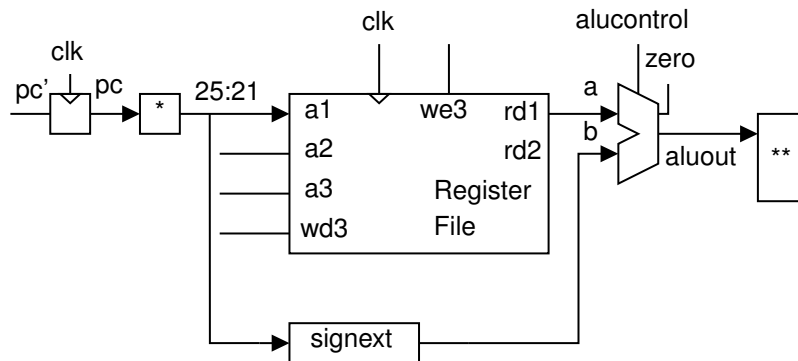 clk
alucontrol
clk
zero
pc’
pc
*
25:21
a1
we3
rd1
a
a2
rd2
b
**
aluout
a3
Register
wd3
File
signext